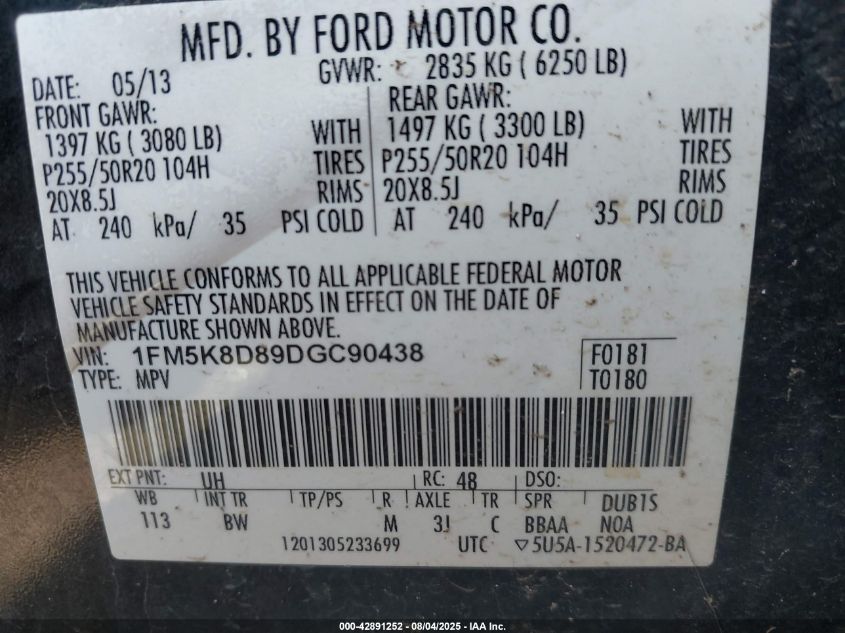 MFD. BY FORD MOTOR CO.
DATE: 05/13 GVWR: 2835 KG ( 6250 LB)
FRONT GAWR: REAR GAWR:
1397 KG ( 3080 LB) WITH 1497 KG ( 3300 LB) WITH
P255/50R20 104H TIRES P255/50R20 104H TIRES
20X8.5J RIMS 20X8.5J RIMS
AT 240 kPa/ 35 PSI COLD AT 240 kPa/ 35 PSI COLD
THIS VEHICLE CONFORMS TO ALL APPLICABLE FEDERAL MOTOR
VEHICLE SAFETY STANDARDS IN EFFECT ON THE DATE OF
MANUFACTURE SHOWN ABOVE.
VIN: 1FM5K8D89DGC90438 F0181
TYPE: MPV T0180
EXT PNT: UH RC: 48 DSO:
WB INT TR TP/PS R AXLE TR SPR DUB1S
113 BW M 3J C BBAA NOA
1201305233699 UTC ▽5U5A-1520472-BA
000-42891252 - 08/04/2025 - IAA Inc.